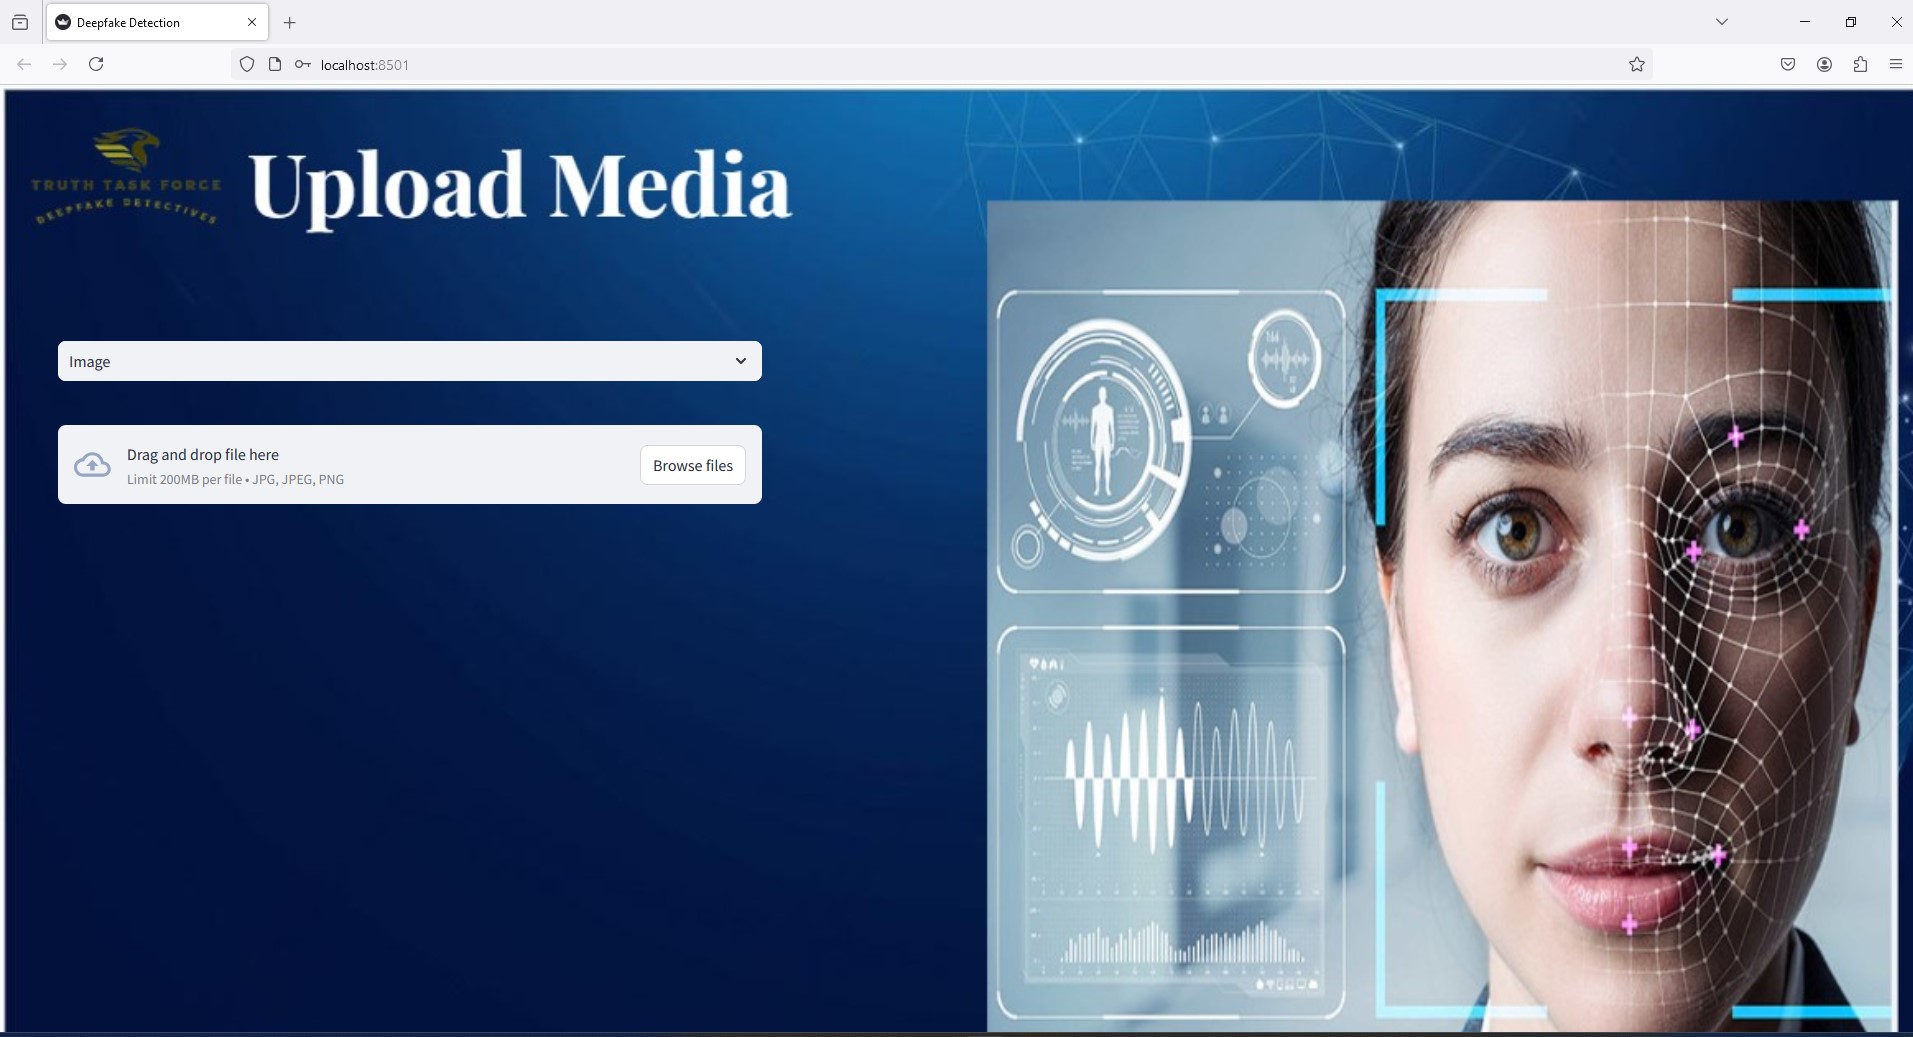 Deepfake Detection
localhost:8501
TRUTH TASK FORCE
DEEPFAKE DETECTIVES
Upload Media
Image
Drag and drop file here
Limit 200MB per file • JPG, JPEG, PNG
Browse files